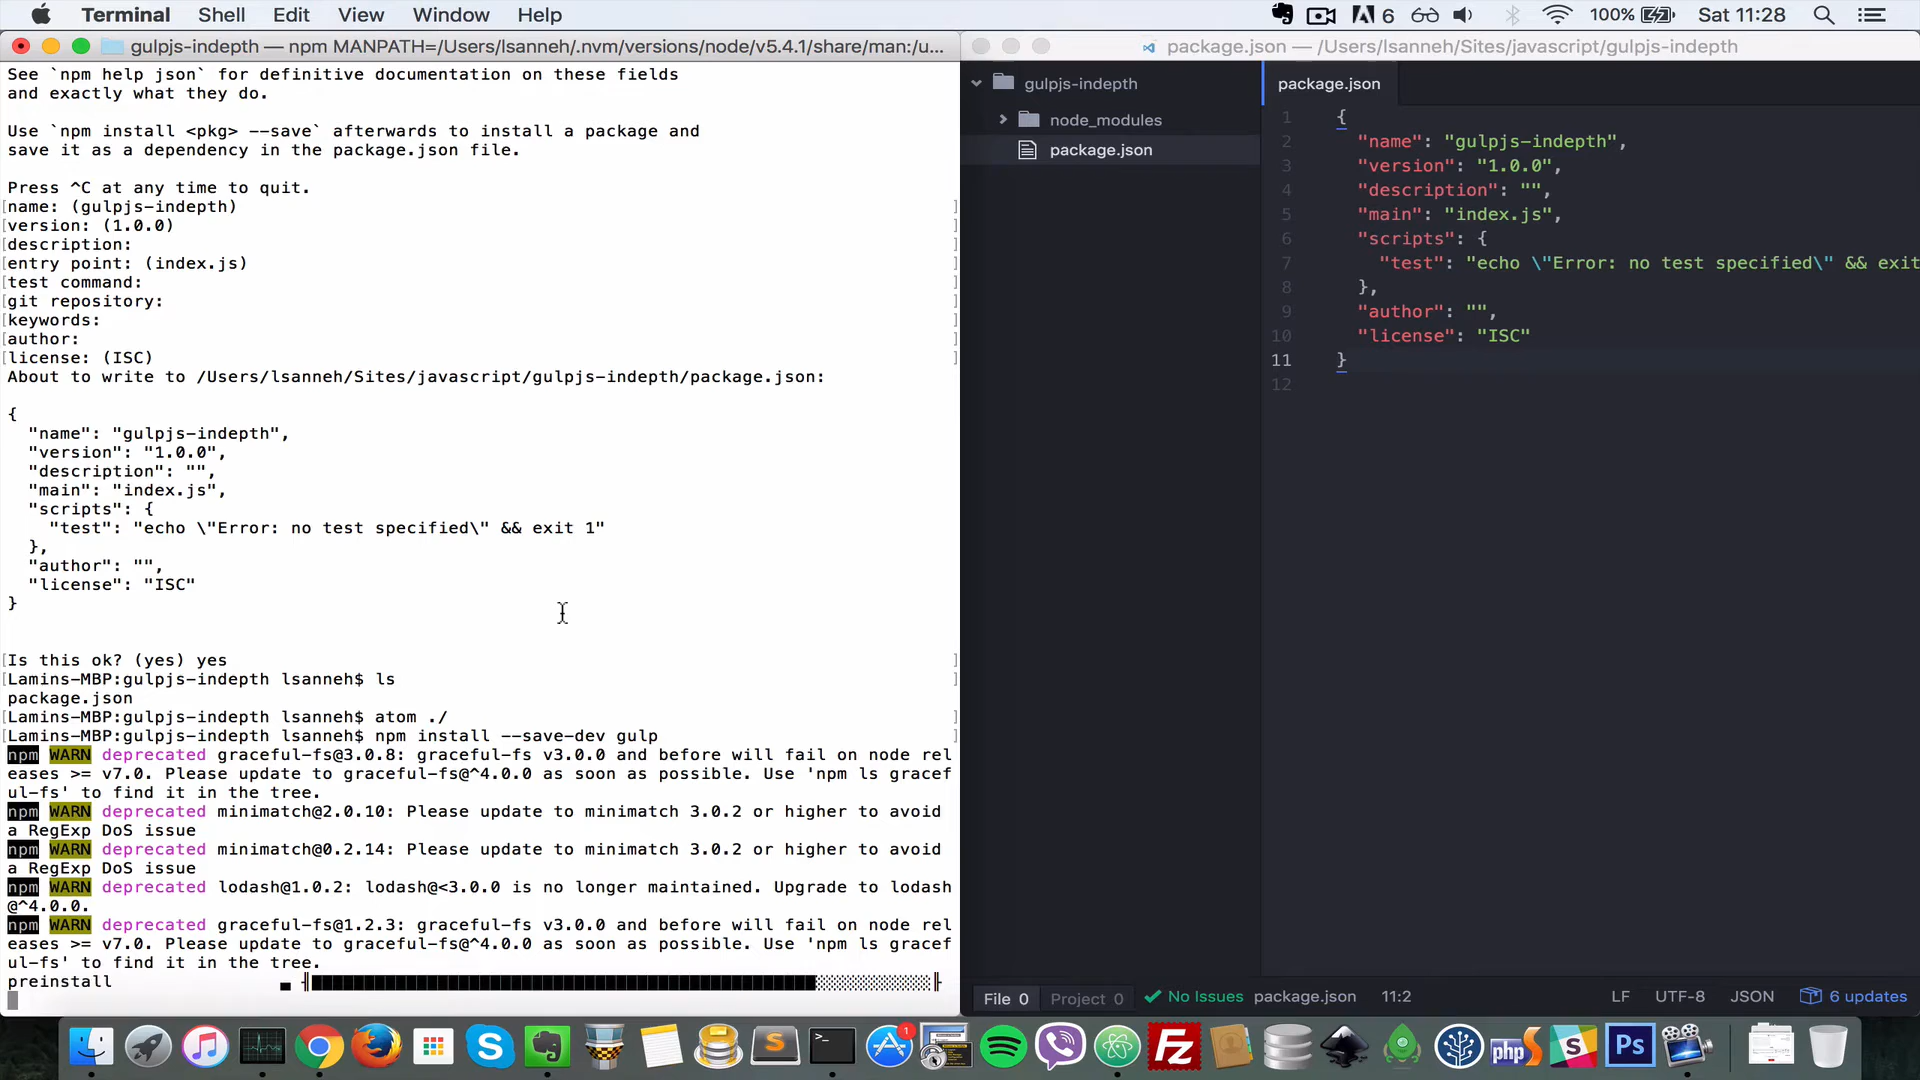 Terminal Shell Edit View Window Help
6 100% Sat 11:28
gulpjs-indepth — npm MANPATH=/Users/lsanneh/.nvm/versions/node/v5.4.1/share/man:/u...
See `npm help json` for definitive documentation on these fields
and exactly what they do.
Use `npm install <pkg> --save` afterwards to install a package and
save it as a dependency in the package.json file.
Press ^C at any time to quit.
[name: (gulpjs-indepth) ]
[version: (1.0.0) ]
[description: ]
[entry point: (index.js) ]
[test command: ]
[git repository: ]
[keywords: ]
[author: ]
[license: (ISC) ]
About to write to /Users/lsanneh/Sites/javascript/gulpjs-indepth/package.json:
{
"name": "gulpjs-indepth",
"version": "1.0.0",
"description": "",
"main": "index.js",
"scripts": {
"test": "echo \"Error: no test specified\" && exit 1"
},
"author": "",
"license": "ISC"
}
[Is this ok? (yes) yes ]
[Lamins-MBP:gulpjs-indepth lsanneh$ ls ]
package.json
[Lamins-MBP:gulpjs-indepth lsanneh$ atom ./ ]
[Lamins-MBP:gulpjs-indepth lsanneh$ npm install --save-dev gulp ]
npm WARN deprecated graceful-fs@3.0.8: graceful-fs v3.0.0 and before will fail on node rel
eases >= v7.0. Please update to graceful-fs@^4.0.0 as soon as possible. Use 'npm ls gracef
ul-fs' to find it in the tree.
npm WARN deprecated minimatch@2.0.10: Please update to minimatch 3.0.2 or higher to avoid
a RegExp DoS issue
npm WARN deprecated minimatch@0.2.14: Please update to minimatch 3.0.2 or higher to avoid
a RegExp DoS issue
npm WARN deprecated lodash@1.0.2: lodash@<3.0.0 is no longer maintained. Upgrade to lodash
@^4.0.0.
npm WARN deprecated graceful-fs@1.2.3: graceful-fs v3.0.0 and before will fail on node rel
eases >= v7.0. Please update to graceful-fs@^4.0.0 as soon as possible. Use 'npm ls gracef
ul-fs' to find it in the tree.
preinstall
package.json — /Users/lsanneh/Sites/javascript/gulpjs-indepth
gulpjs-indepth
node_modules
package.json
package.json
1 {
2 "name": "gulpjs-indepth",
3 "version": "1.0.0",
4 "description": "",
5 "main": "index.js",
6 "scripts": {
7 "test": "echo \"Error: no test specified\" && exit
8 },
9 "author": "",
10 "license": "ISC"
11 }
12
File 0 Project 0 No Issues package.json 11:2 LF UTF-8 JSON 6 updates
1
php
Ps